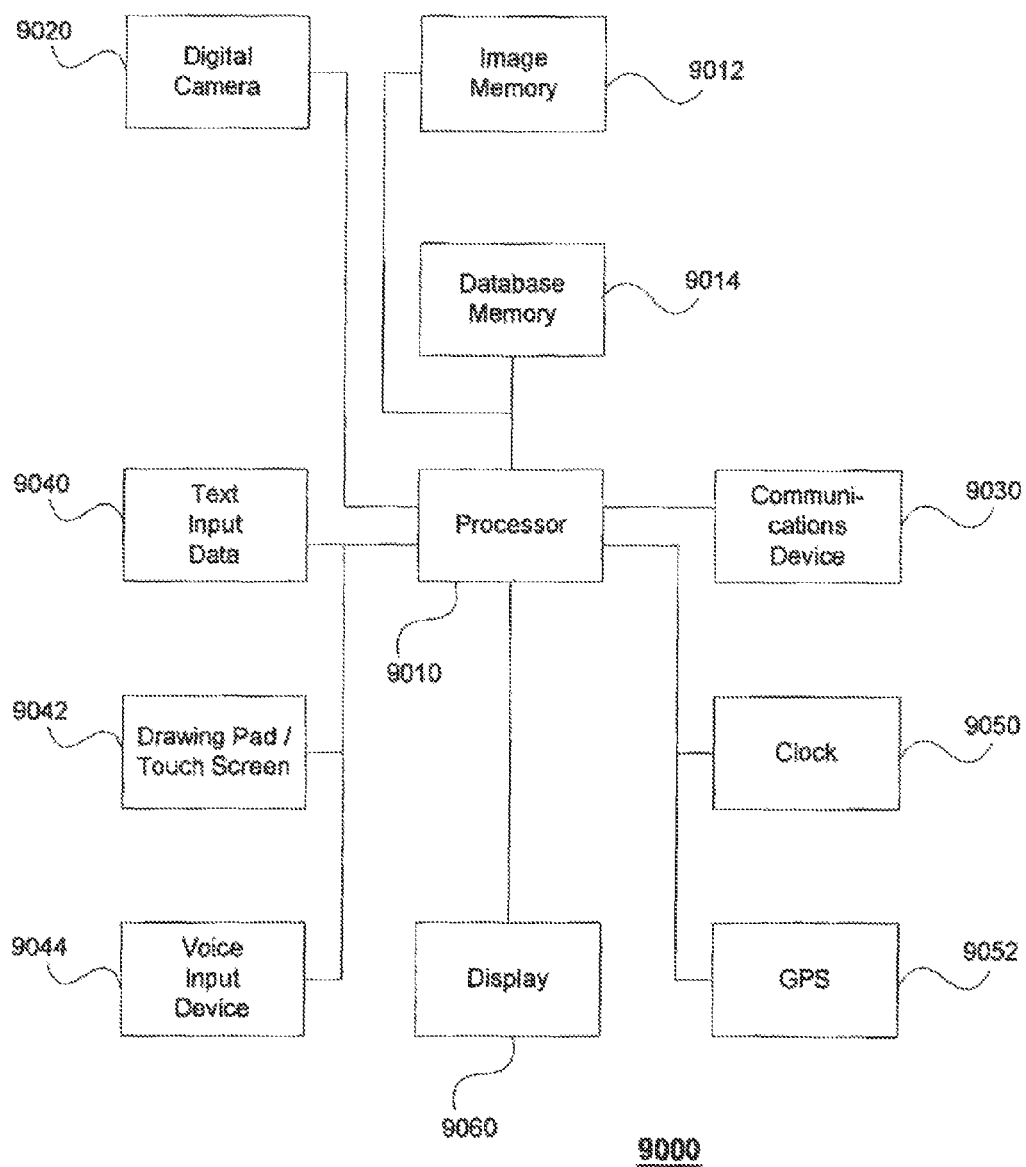 9020
Digital
Camera
Image
Memory
9012
Database
Memory
9014
9040
Text
Input
Data
Processor
9010
Communi-
cations
Device
9030
9042
Drawing Pad /
Touch Screen
Clock
9050
9044
Voice
Input
Device
Display
9060
GPS
9052
9000